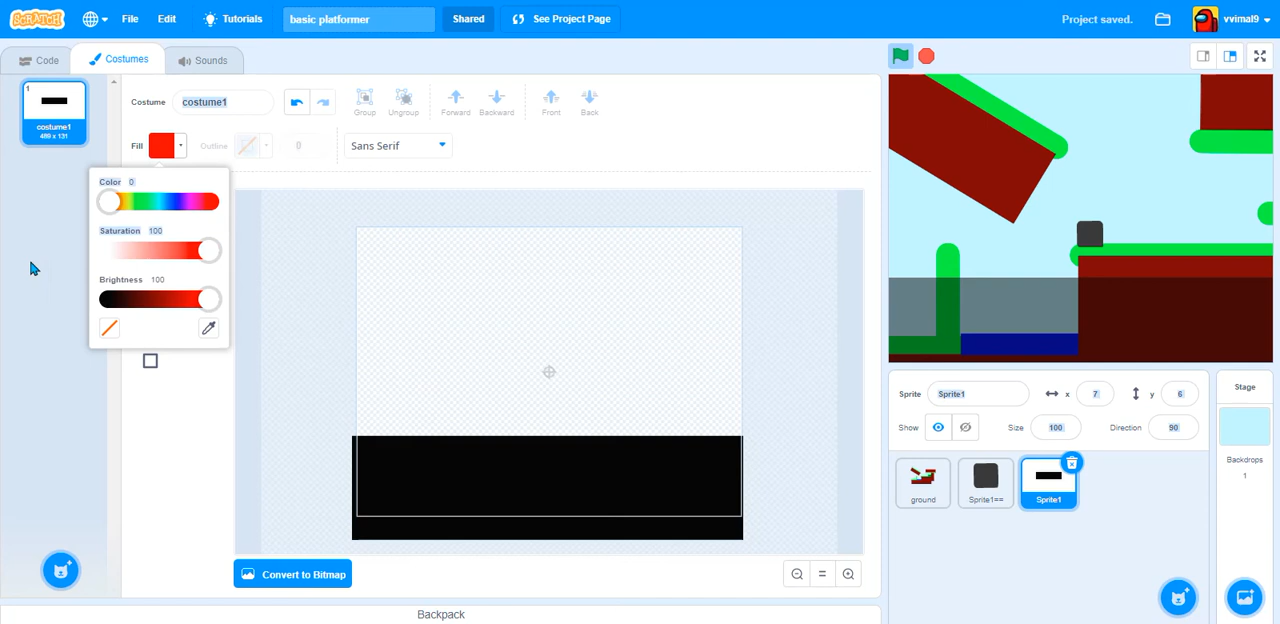 SCRATCH File Edit Tutorials basic platformer Shared See Project Page Project saved. vvimal9
Code Costumes Sounds
1
costume1
489 x 131
Costume costume1 Group Ungroup Forward Backward Front Back
Fill Outline 0 Sans Serif
Color 0
Saturation 100
Brightness 100
Convert to Bitmap
Backpack
Sprite Sprite1 x 7 y 6
Show Size 100 Direction 90
ground Sprite1== Sprite1
Stage
Backdrops
1